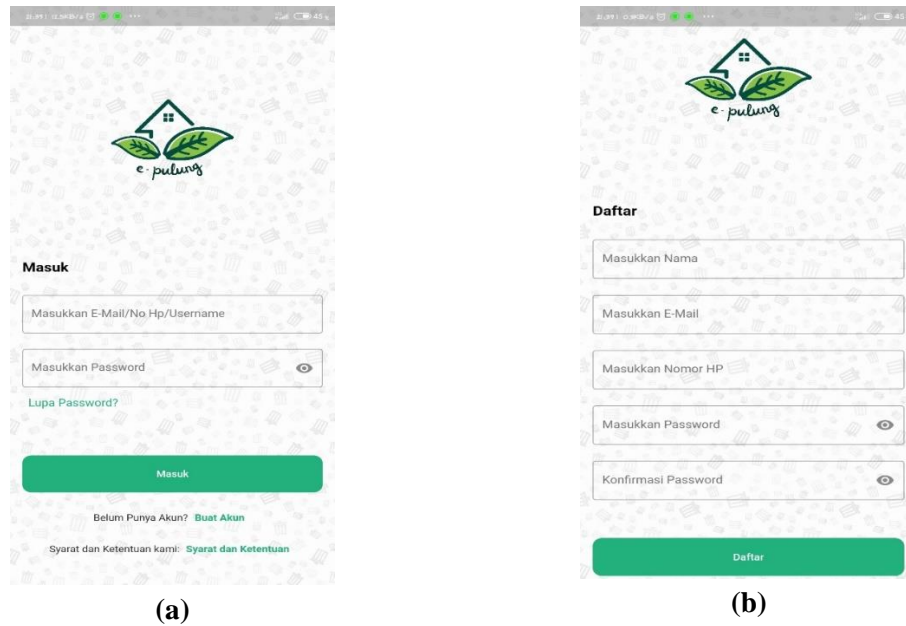 e-pulung
Masuk
Masukkan E-Mail/No Hp/Username
Masukkan Password
Lupa Password?
Masuk
Belum Punya Akun? Buat Akun
Syarat dan Ketentuan kami: Syarat dan Ketentuan
(a)
e-pulung
Daftar
Masukkan Nama
Masukkan E-Mail
Masukkan Nomor HP
Masukkan Password
Konfirmasi Password
Daftar
(b)